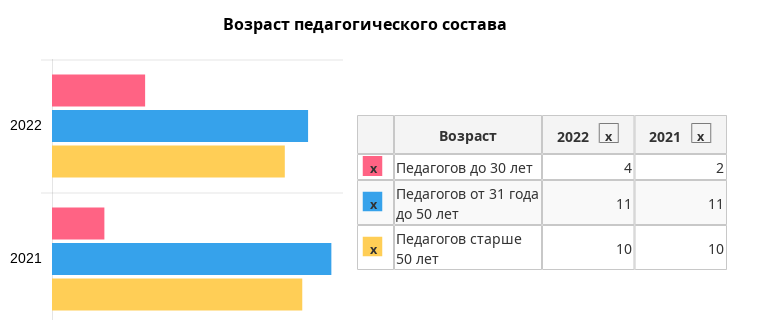 Возраст педагогического состава
2022
2021
Возраст 2022 x 2021 x
x Педагогов до 30 лет 4 2
x Педагогов от 31 года
до 50 лет 11 11
x Педагогов старше
50 лет 10 10